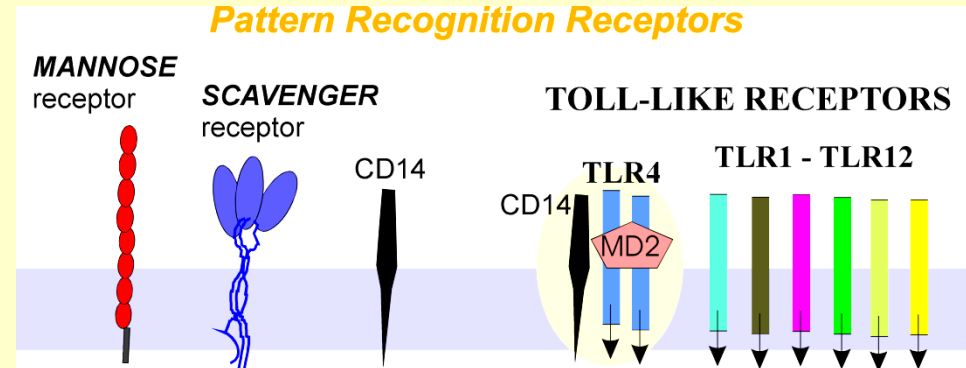 Pattern Recognition Receptors
MANNOSE
receptor
SCAVENGER
receptor
CD14
TOLL-LIKE RECEPTORS
CD14
TLR4
MD2
TLR1 - TLR12